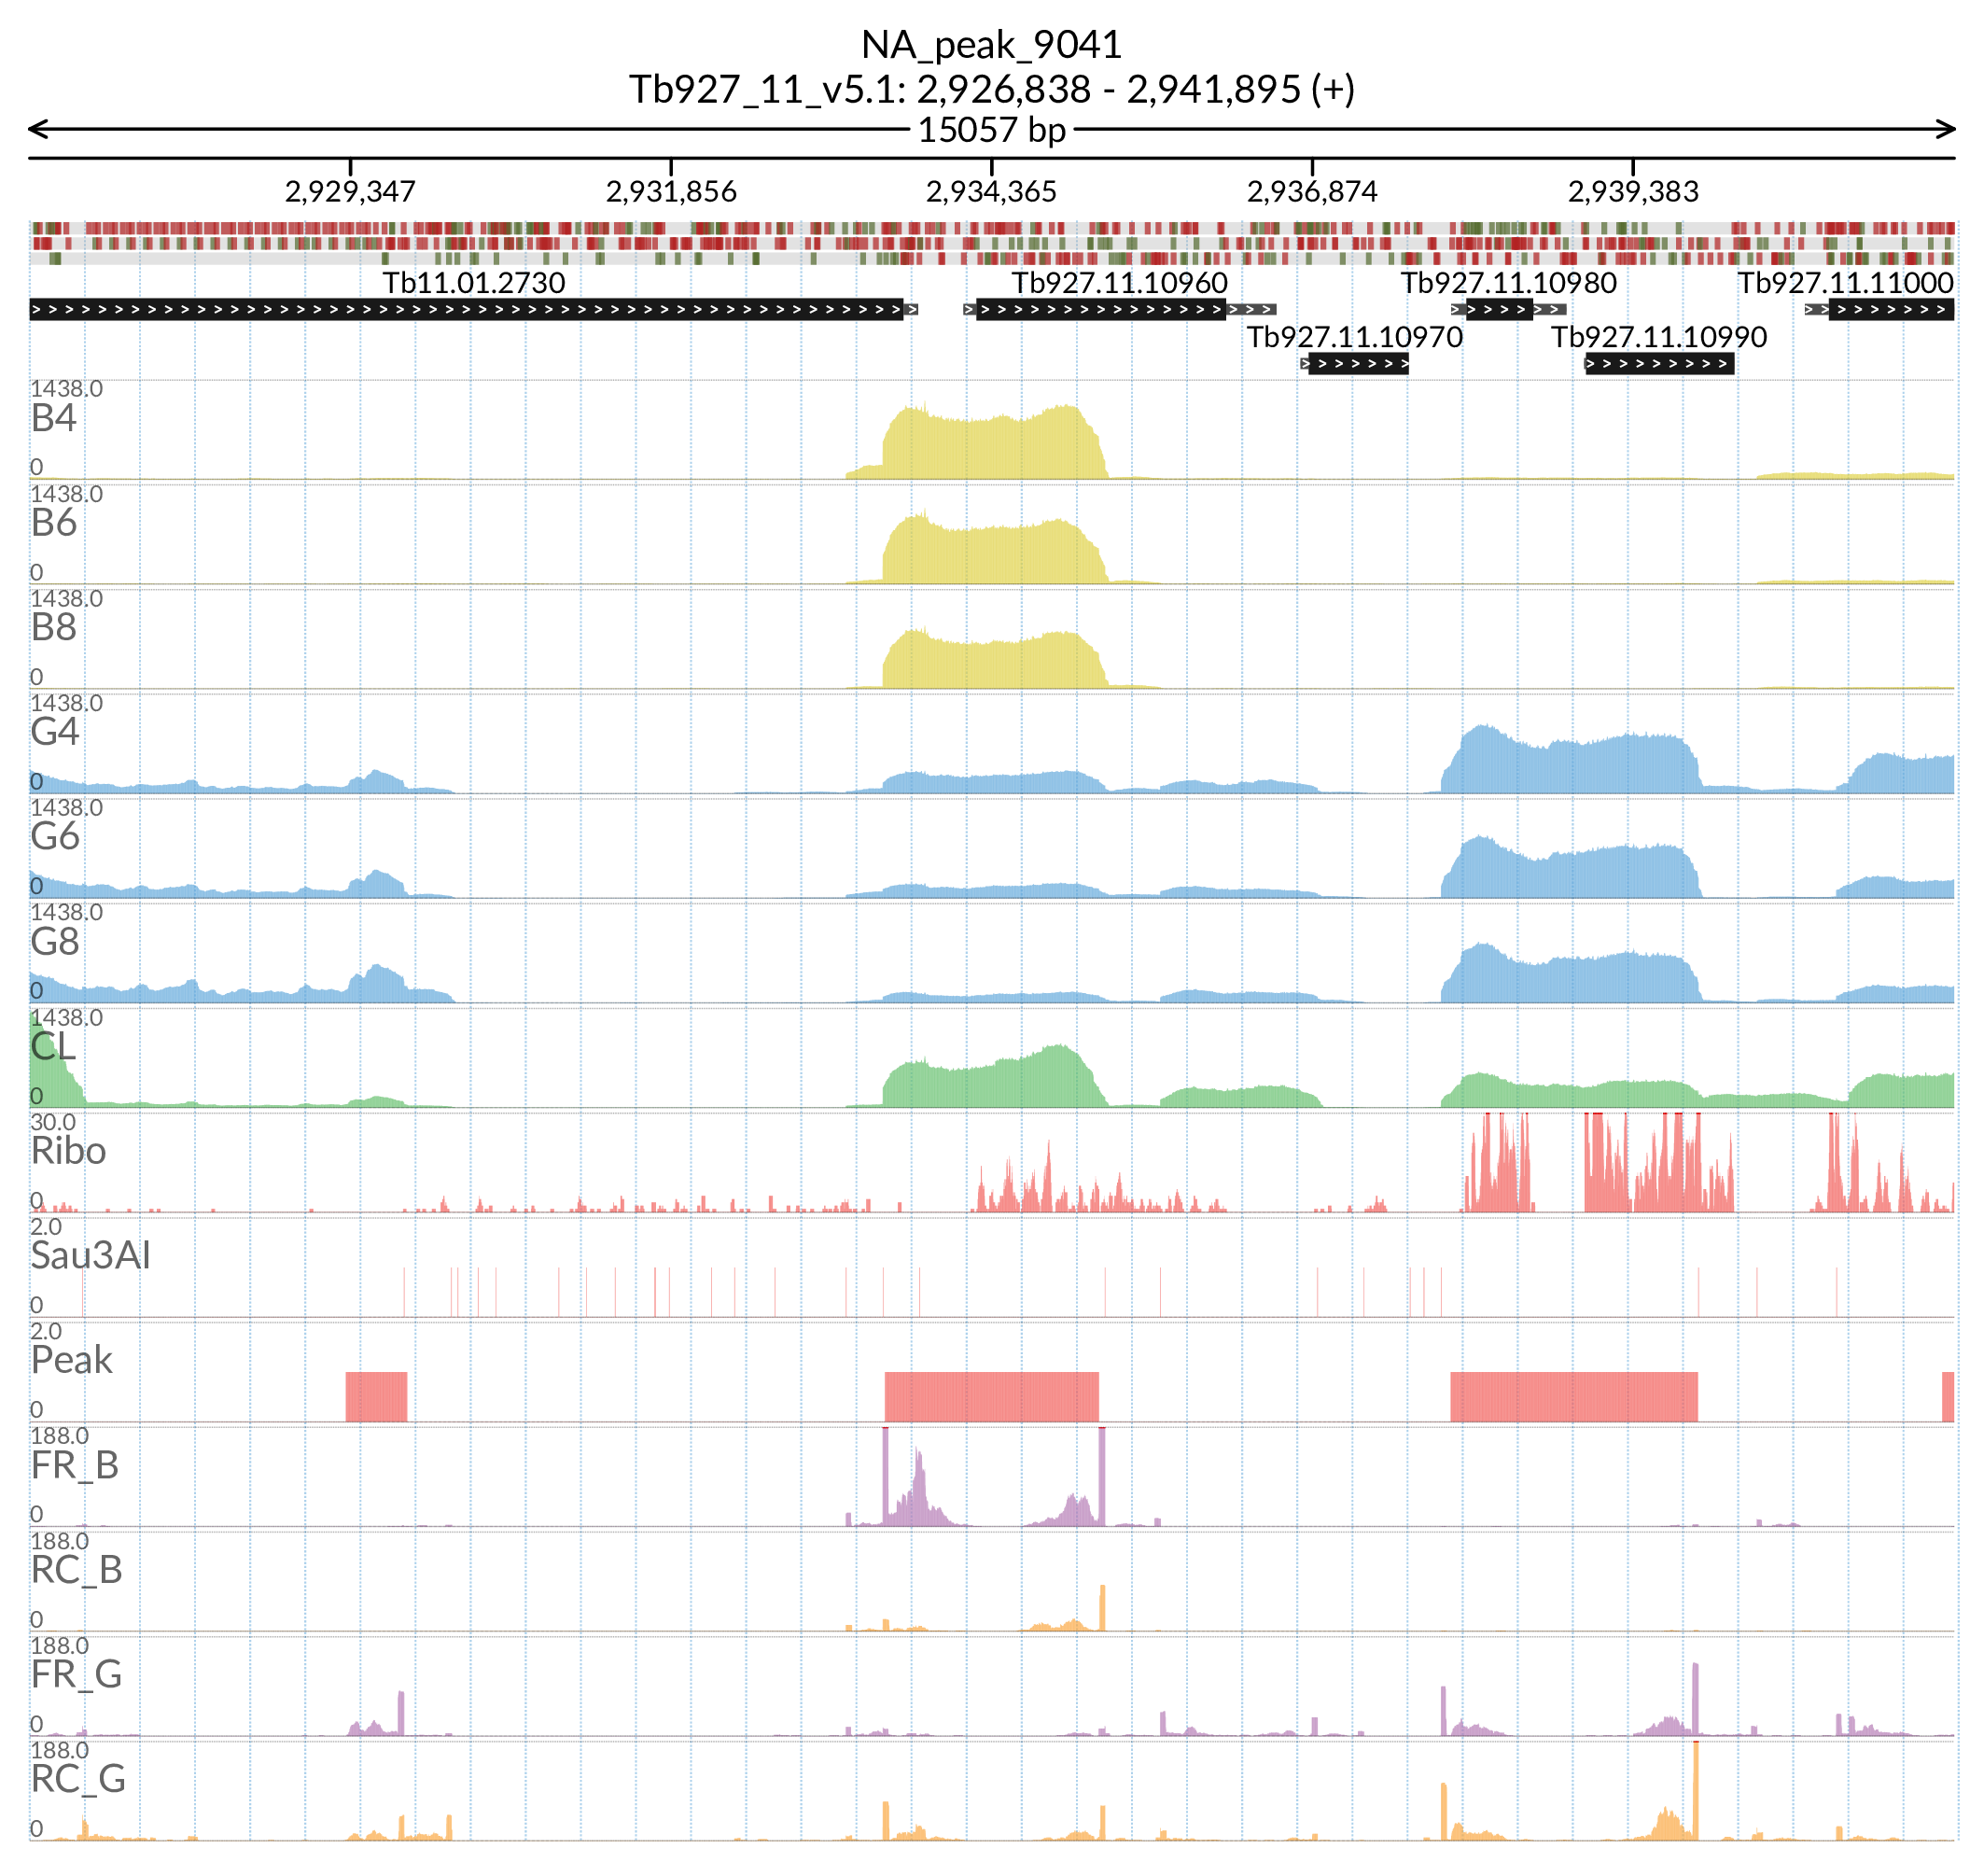 NA_peak_9041
Tb927_11_v5.1: 2,926,838 - 2,941,895 (+)
15057 bp
2,929,347 2,931,856 2,934,365 2,936,874 2,939,383
Tb11.01.2730 Tb927.11.10960 Tb927.11.10980 Tb927.11.11000
Tb927.11.10970 Tb927.11.10990
1438.0
B4
0
1438.0
B6
0
1438.0
B8
0
1438.0
G4
0
1438.0
G6
0
1438.0
G8
0
1438.0
CL
0
30.0
Ribo
0
2.0
Sau3AI
0
2.0
Peak
0
188.0
FR_B
0
188.0
RC_B
0
188.0
FR_G
0
188.0
RC_G
0